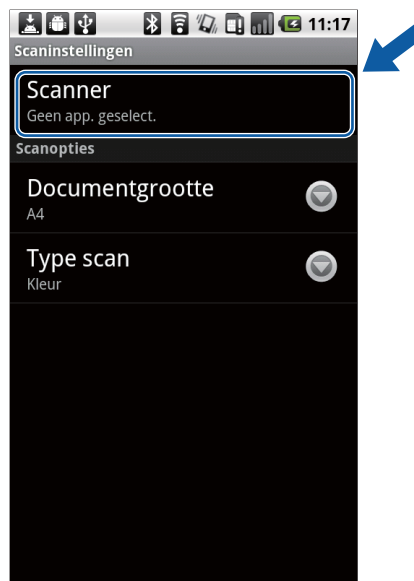 11:17
Scaninstellingen
Scanner
Geen app. geselect.
Scanopties
Documentgrootte
A4
Type scan
Kleur